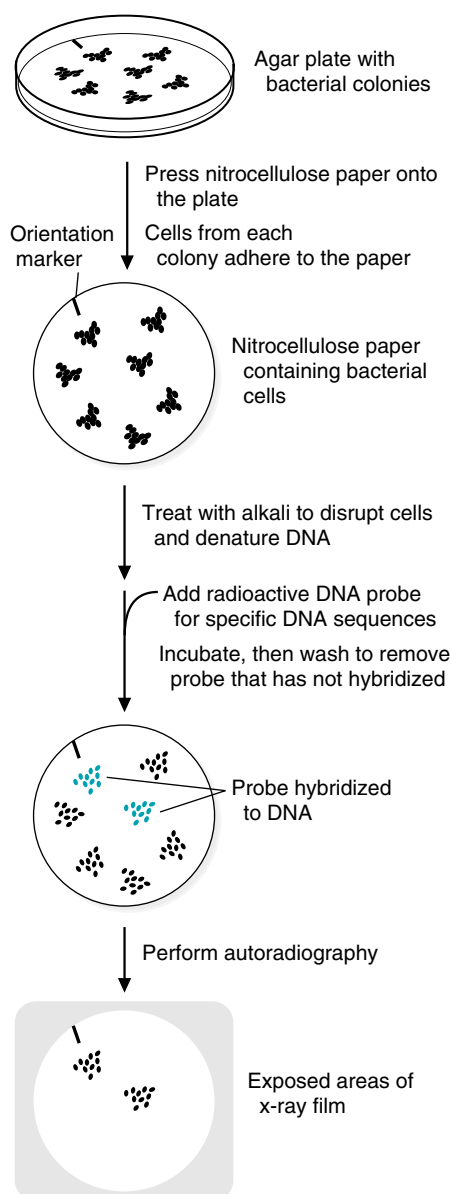 Agar plate with
bacterial colonies
Press nitrocellulose paper onto
the plate
Orientation
marker
Cells from each
colony adhere to the paper
Nitrocellulose paper
containing bacterial
cells
Treat with alkali to disrupt cells
and denature DNA
Add radioactive DNA probe
for specific DNA sequences
Incubate, then wash to remove
probe that has not hybridized
Probe hybridized
to DNA
Perform autoradiography
Exposed areas of
x-ray film